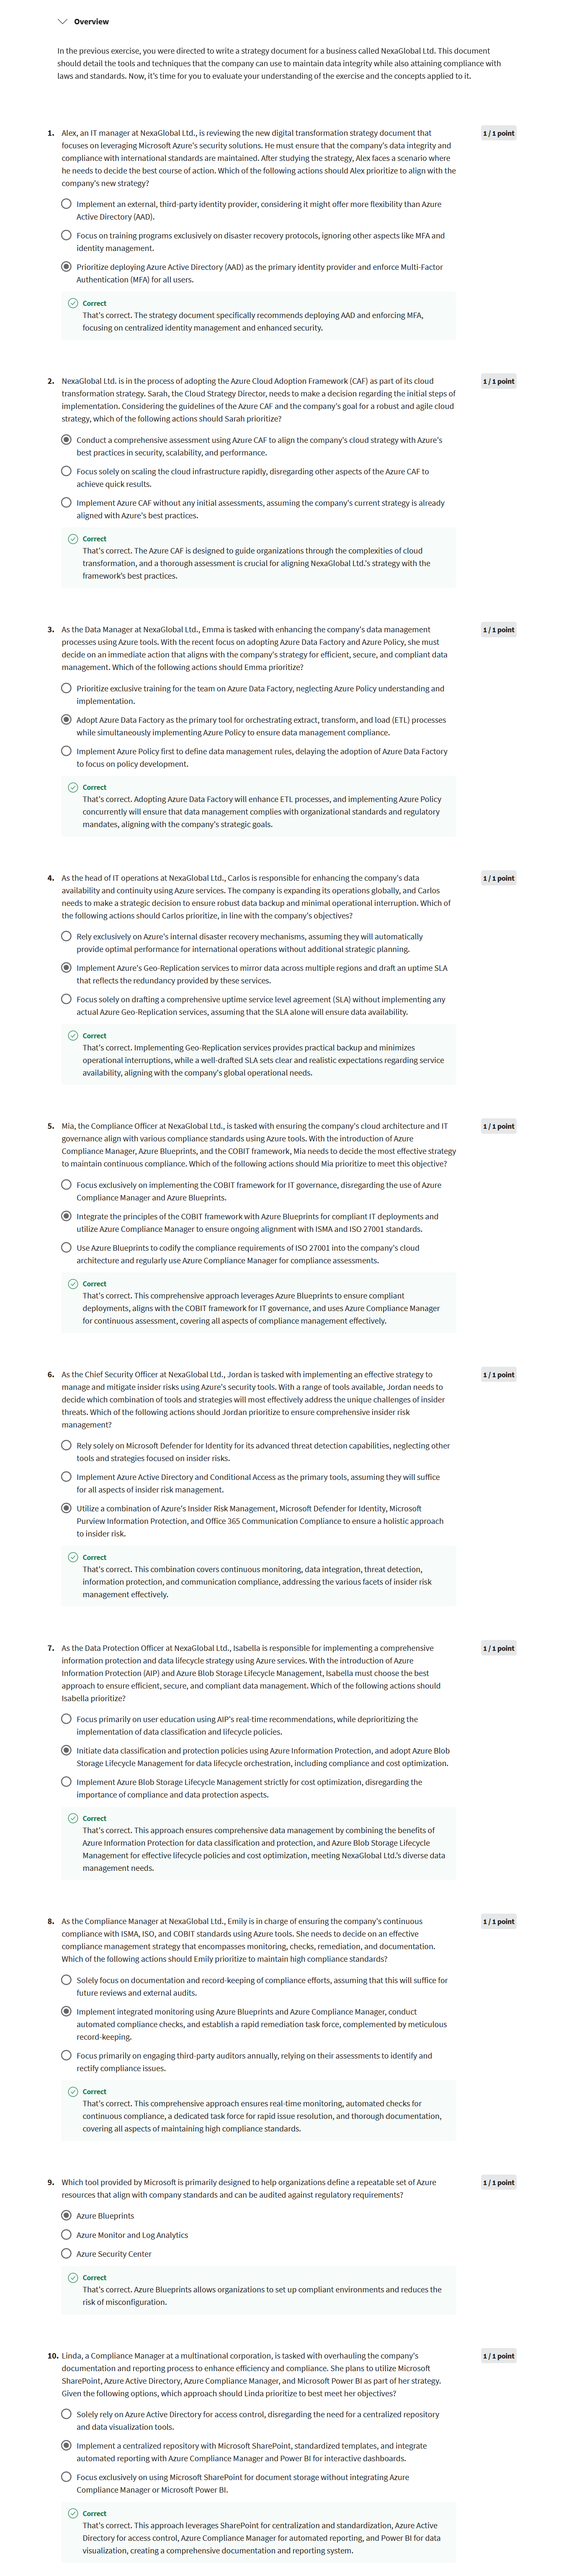 Overview
In the previous exercise, you were directed to write a strategy document for a business called NexaGlobal Ltd. This document
should detail the tools and techniques that the company can use to maintain data integrity while also attaining compliance with
laws and standards. Now, it's time for you to evaluate your understanding of the exercise and the concepts applied to it.
1. Alex, an IT manager at NexaGlobal Ltd., is reviewing the new digital transformation strategy document that
1 / 1 point
focuses on leveraging Microsoft Azure's security solutions. He must ensure that the company's data integrity and
compliance with international standards are maintained. After studying the strategy, Alex faces a scenario where
he needs to decide the best course of action. Which of the following actions should Alex prioritize to align with the
company's new strategy?
Implement an external, third-party identity provider, considering it might offer more flexibility than Azure
Active Directory (AAD).
Focus on training programs exclusively on disaster recovery protocols, ignoring other aspects like MFA and
identity management.
Prioritize deploying Azure Active Directory (AAD) as the primary identity provider and enforce Multi-Factor
Authentication (MFA) for all users.
Correct
That's correct. The strategy document specifically recommends deploying AAD and enforcing MFA,
focusing on centralized identity management and enhanced security.
2. NexaGlobal Ltd. is in the process of adopting the Azure Cloud Adoption Framework (CAF) as part of its cloud
1 / 1 point
transformation strategy. Sarah, the Cloud Strategy Director, needs to make a decision regarding the initial steps of
implementation. Considering the guidelines of the Azure CAF and the company's goal for a robust and agile cloud
strategy, which of the following actions should Sarah prioritize?
Conduct a comprehensive assessment using Azure CAF to align the company's cloud strategy with Azure's
best practices in security, scalability, and performance.
Focus solely on scaling the cloud infrastructure rapidly, disregarding other aspects of the Azure CAF to
achieve quick results.
Implement Azure CAF without any initial assessments, assuming the company's current strategy is already
aligned with Azure's best practices.
Correct
That's correct. The Azure CAF is designed to guide organizations through the complexities of cloud
transformation, and a thorough assessment is crucial for aligning NexaGlobal Ltd.'s strategy with the
framework's best practices.
3. As the Data Manager at NexaGlobal Ltd., Emma is tasked with enhancing the company's data management
1 / 1 point
processes using Azure tools. With the recent focus on adopting Azure Data Factory and Azure Policy, she must
decide on an immediate action that aligns with the company's strategy for efficient, secure, and compliant data
management. Which of the following actions should Emma prioritize?
Prioritize exclusive training for the team on Azure Data Factory, neglecting Azure Policy understanding and
implementation.
Adopt Azure Data Factory as the primary tool for orchestrating extract, transform, and load (ETL) processes
while simultaneously implementing Azure Policy to ensure data management compliance.
Implement Azure Policy first to define data management rules, delaying the adoption of Azure Data Factory
to focus on policy development.
Correct
That's correct. Adopting Azure Data Factory will enhance ETL processes, and implementing Azure Policy
concurrently will ensure that data management complies with organizational standards and regulatory
mandates, aligning with the company's strategic goals.
4. As the head of IT operations at NexaGlobal Ltd., Carlos is responsible for enhancing the company's data
1 / 1 point
availability and continuity using Azure services. The company is expanding its operations globally, and Carlos
needs to make a strategic decision to ensure robust data backup and minimal operational interruption. Which of
the following actions should Carlos prioritize, in line with the company's objectives?
Rely exclusively on Azure's internal disaster recovery mechanisms, assuming they will automatically
provide optimal performance for international operations without additional strategic planning.
Implement Azure's Geo-Replication services to mirror data across multiple regions and draft an uptime SLA
that reflects the redundancy provided by these services.
Focus solely on drafting a comprehensive uptime service level agreement (SLA) without implementing any
actual Azure Geo-Replication services, assuming that the SLA alone will ensure data availability.
Correct
That's correct. Implementing Geo-Replication services provides practical backup and minimizes
operational interruptions, while a well-drafted SLA sets clear and realistic expectations regarding service
availability, aligning with the company's global operational needs.
5. Mia, the Compliance Officer at NexaGlobal Ltd., is tasked with ensuring the company's cloud architecture and IT
1 / 1 point
governance align with various compliance standards using Azure tools. With the introduction of Azure
Compliance Manager, Azure Blueprints, and the COBIT framework, Mia needs to decide the most effective strategy
to maintain continuous compliance. Which of the following actions should Mia prioritize to meet this objective?
Focus exclusively on implementing the COBIT framework for IT governance, disregarding the use of Azure
Compliance Manager and Azure Blueprints.
Integrate the principles of the COBIT framework with Azure Blueprints for compliant IT deployments and
utilize Azure Compliance Manager to ensure ongoing alignment with ISMA and ISO 27001 standards.
Use Azure Blueprints to codify the compliance requirements of ISO 27001 into the company's cloud
architecture and regularly use Azure Compliance Manager for compliance assessments.
Correct
That's correct. This comprehensive approach leverages Azure Blueprints to ensure compliant
deployments, aligns with the COBIT framework for IT governance, and uses Azure Compliance Manager
for continuous assessment, covering all aspects of compliance management effectively.
6. As the Chief Security Officer at NexaGlobal Ltd., Jordan is tasked with implementing an effective strategy to
1 / 1 point
manage and mitigate insider risks using Azure's security tools. With a range of tools available, Jordan needs to
decide which combination of tools and strategies will most effectively address the unique challenges of insider
threats. Which of the following actions should Jordan prioritize to ensure comprehensive insider risk
management?
Rely solely on Microsoft Defender for Identity for its advanced threat detection capabilities, neglecting other
tools and strategies focused on insider risks.
Implement Azure Active Directory and Conditional Access as the primary tools, assuming they will suffice
for all aspects of insider risk management.
Utilize a combination of Azure's Insider Risk Management, Microsoft Defender for Identity, Microsoft
Purview Information Protection, and Office 365 Communication Compliance to ensure a holistic approach
to insider risk.
Correct
That's correct. This combination covers continuous monitoring, data integration, threat detection,
information protection, and communication compliance, addressing the various facets of insider risk
management effectively.
7. As the Data Protection Officer at NexaGlobal Ltd., Isabella is responsible for implementing a comprehensive
1 / 1 point
information protection and data lifecycle strategy using Azure services. With the introduction of Azure
Information Protection (AIP) and Azure Blob Storage Lifecycle Management, Isabella must choose the best
approach to ensure efficient, secure, and compliant data management. Which of the following actions should
Isabella prioritize?
Focus primarily on user education using AIP's real-time recommendations, while deprioritizing the
implementation of data classification and lifecycle policies.
Initiate data classification and protection policies using Azure Information Protection, and adopt Azure Blob
Storage Lifecycle Management for data lifecycle orchestration, including compliance and cost optimization.
Implement Azure Blob Storage Lifecycle Management strictly for cost optimization, disregarding the
importance of compliance and data protection aspects.
Correct
That's correct. This approach ensures comprehensive data management by combining the benefits of
Azure Information Protection for data classification and protection, and Azure Blob Storage Lifecycle
Management for effective lifecycle policies and cost optimization, meeting NexaGlobal Ltd.'s diverse data
management needs.
8. As the Compliance Manager at NexaGlobal Ltd., Emily is in charge of ensuring the company's continuous
1 / 1 point
compliance with ISMA, ISO, and COBIT standards using Azure tools. She needs to decide on an effective
compliance management strategy that encompasses monitoring, checks, remediation, and documentation.
Which of the following actions should Emily prioritize to maintain high compliance standards?
Solely focus on documentation and record-keeping of compliance efforts, assuming that this will suffice for
future reviews and external audits.
Implement integrated monitoring using Azure Blueprints and Azure Compliance Manager, conduct
automated compliance checks, and establish a rapid remediation task force, complemented by meticulous
record-keeping.
Focus primarily on engaging third-party auditors annually, relying on their assessments to identify and
rectify compliance issues.
Correct
That's correct. This comprehensive approach ensures real-time monitoring, automated checks for
continuous compliance, a dedicated task force for rapid issue resolution, and thorough documentation,
covering all aspects of maintaining high compliance standards.
9. Which tool provided by Microsoft is primarily designed to help organizations define a repeatable set of Azure
1 / 1 point
resources that align with company standards and can be audited against regulatory requirements?
Azure Blueprints
Azure Monitor and Log Analytics
Azure Security Center
Correct
That's correct. Azure Blueprints allows organizations to set up compliant environments and reduces the
risk of misconfiguration.
10. Linda, a Compliance Manager at a multinational corporation, is tasked with overhauling the company's
1 / 1 point
documentation and reporting process to enhance efficiency and compliance. She plans to utilize Microsoft
SharePoint, Azure Active Directory, Azure Compliance Manager, and Microsoft Power BI as part of her strategy.
Given the following options, which approach should Linda prioritize to best meet her objectives?
Solely rely on Azure Active Directory for access control, disregarding the need for a centralized repository
and data visualization tools.
Implement a centralized repository with Microsoft SharePoint, standardized templates, and integrate
automated reporting with Azure Compliance Manager and Power BI for interactive dashboards.
Focus exclusively on using Microsoft SharePoint for document storage without integrating Azure
Compliance Manager or Microsoft Power BI.
Correct
That's correct. This approach leverages SharePoint for centralization and standardization, Azure Active
Directory for access control, Azure Compliance Manager for automated reporting, and Power BI for data
visualization, creating a comprehensive documentation and reporting system.